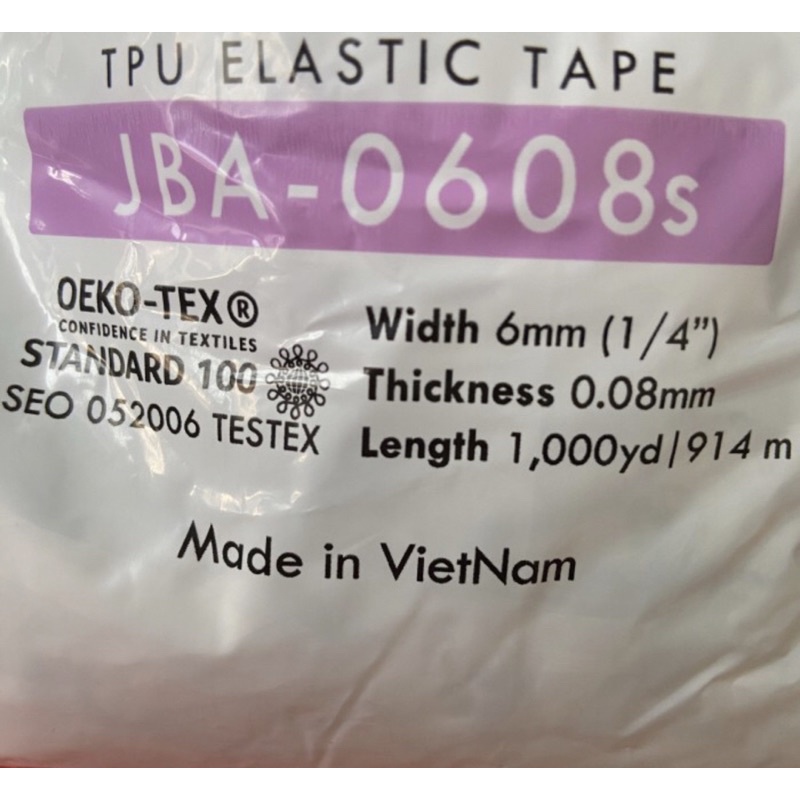 TPU ELASTIC TAPE
JBA-0608s
OEKO-TEX®
CONFIDENCE IN TEXTILES
STANDARD 100
SEO 052006 TESTEX
Width 6mm (1/4")
Thickness 0.08mm
Length 1,000yd|914 m
Made in VietNam